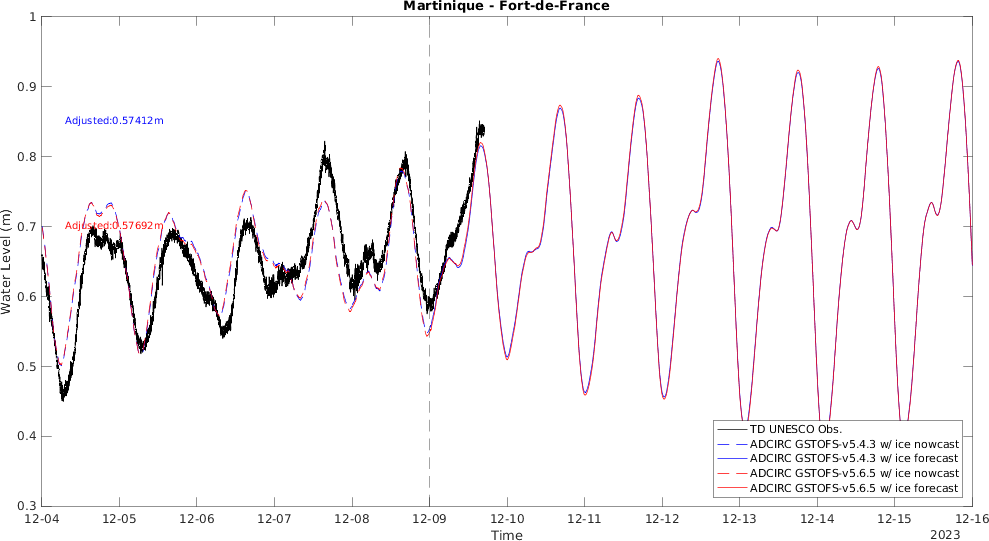 Martinique - Fort-de-France
Water Level (m)
1
0.9
0.8
0.7
0.6
0.5
0.4
0.3
Adjusted:0.57412m
Adjusted:0.57692m
TD UNESCO Obs.
ADCIRC GSTOFS-v5.4.3 w/ ice nowcast
ADCIRC GSTOFS-v5.4.3 w/ ice forecast
ADCIRC GSTOFS-v5.6.5 w/ ice nowcast
ADCIRC GSTOFS-v5.6.5 w/ ice forecast
12-04 12-05 12-06 12-07 12-08 12-09 12-10 12-11 12-12 12-13 12-14 12-15 12-16
Time
2023